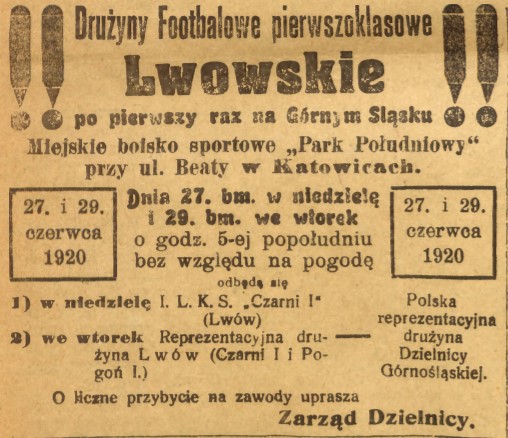 !! Drużyny Footbalowe pierwszoklasowe !!
Lwowskie
po pierwszy raz na Górnym Sląsku
Miejskie boisko sportowe „Park Południowy“
przy ul. Beaty w Katowicach.
27. i 29.
czerwca
1920
Dnia 27. bm. w niedzielę
i 29. bm. we wtorek
o godz. 5-ej popołudniu
bez względu na pogodę
27. i 29.
czerwca
1920
odbędą się
1) w niedzielę I. L. K. S. „Czarni I“
(Lwów)
2) we wtorek Reprezentacyjna dru-
żyna Lwów (Czarni I i Po-
goń I.)
—
Polska
reprezentacyjna
drużyna
Dzielnicy
Górnośląskiej.
O liczne przybycie na zawody uprasza
Zarząd Dzielnicy.